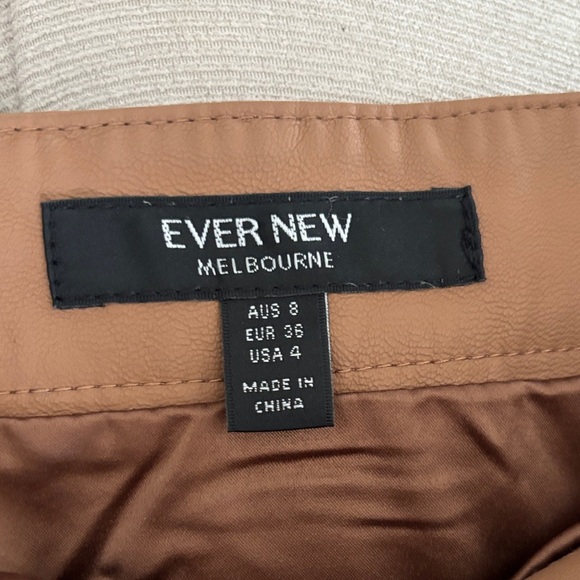 EVER NEW
MELBOURNE
AUS 8
EUR 36
USA 4
MADE IN
CHINA